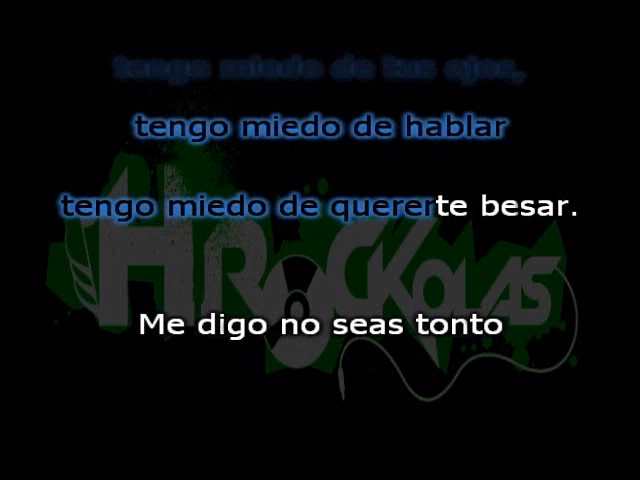 tengo miedo de tus ojos,
tengo miedo de hablar
tengo miedo de quererte besar.
Me digo no seas tonto
HROCKOLAS